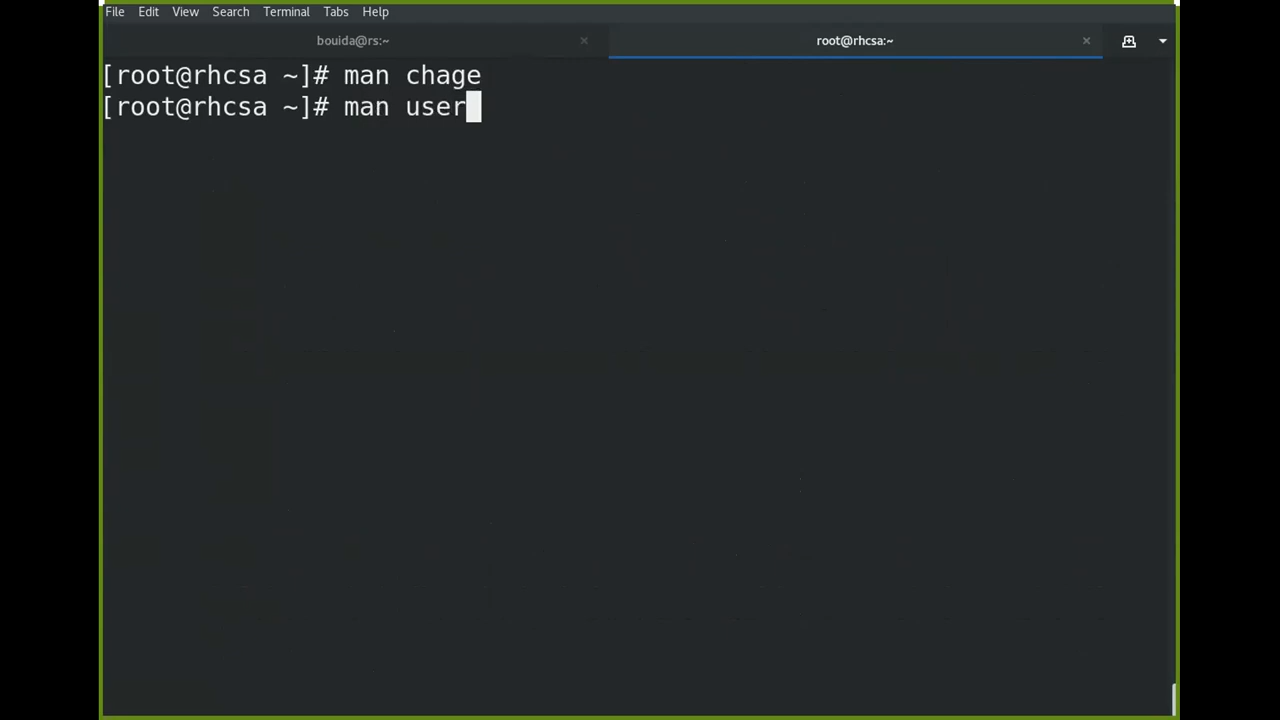 File Edit View Search Terminal Tabs Help
bouida@rs:~ × root@rhcsa:~ ×
[root@rhcsa ~]# man chage
[root@rhcsa ~]# man user